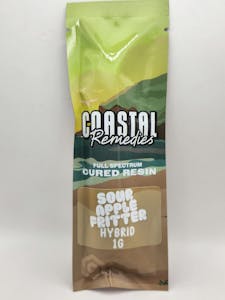 COASTAL
Remedies
FULL SPECTRUM
CURED RESIN
SOUR
APPLE
FRITTER
HYBRID
1G